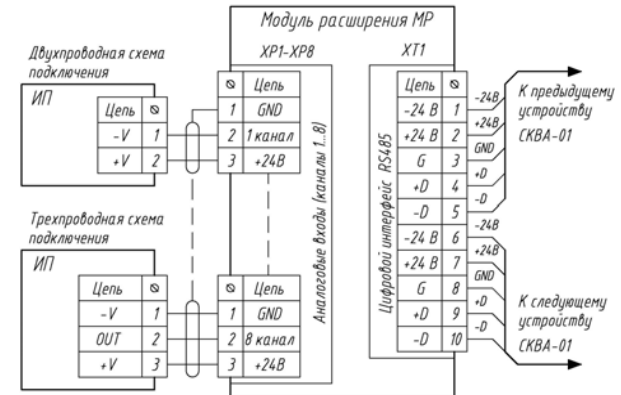 Модуль расширения МР
Двухпроводная схема
подключения
ИП
Цепь
-V 1
+V 2
XP1-XP8
Цепь
1 GND
2 1 канал
3 +24В
Трехпроводная схема
подключения
ИП
Цепь
-V 1
OUT 2
+V 3
Цепь
1 GND
2 8 канал
3 +24В
Аналоговые входы (каналы 1...8)
XT1
Цифровой интерфейс RS485
Цепь
-24 В 1
+24 В 2
G 3
+D 4
-D 5
-24 В 6
+24 В 7
G 8
+D 9
-D 10
-24В
+24В
GND
+D
-D
-24В
+24В
GND
+D
-D
К предыдущему
устройству
СКВА-01
К следующему
устройству
СКВА-01